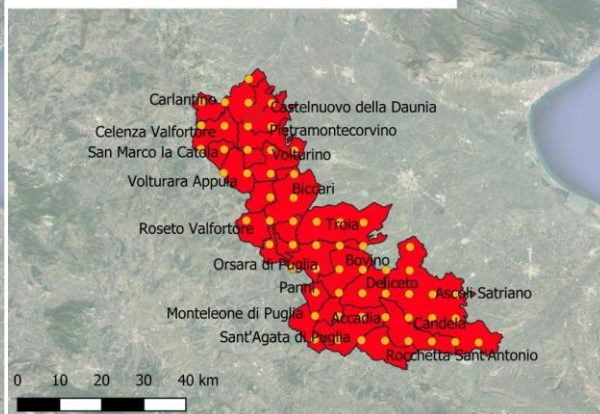 Carlantino
Castelnuovo della Daunia
Celenza Valfortore
Pietramontecorvino
San Marco la Catola
Volturino
Volturara Appula
Biccari
Roseto Valfortore
Troia
Orsara di Puglia
Bovino
Panni
Deliceto
Ascoli Satriano
Monteleone di Puglia
Accadia
Candela
Sant'Agata di Puglia
Rocchetta Sant'Antonio
0 10 20 30 40 km